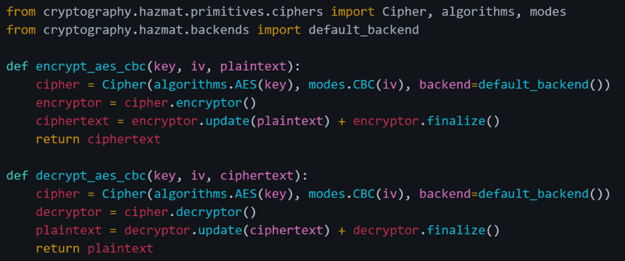 from cryptography.hazmat.primitives.ciphers import Cipher, algorithms, modes
from cryptography.hazmat.backends import default_backend

def encrypt_aes_cbc(key, iv, plaintext):
    cipher = Cipher(algorithms.AES(key), modes.CBC(iv), backend=default_backend())
    encryptor = cipher.encryptor()
    ciphertext = encryptor.update(plaintext) + encryptor.finalize()
    return ciphertext

def decrypt_aes_cbc(key, iv, ciphertext):
    cipher = Cipher(algorithms.AES(key), modes.CBC(iv), backend=default_backend())
    decryptor = cipher.decryptor()
    plaintext = decryptor.update(ciphertext) + decryptor.finalize()
    return plaintext